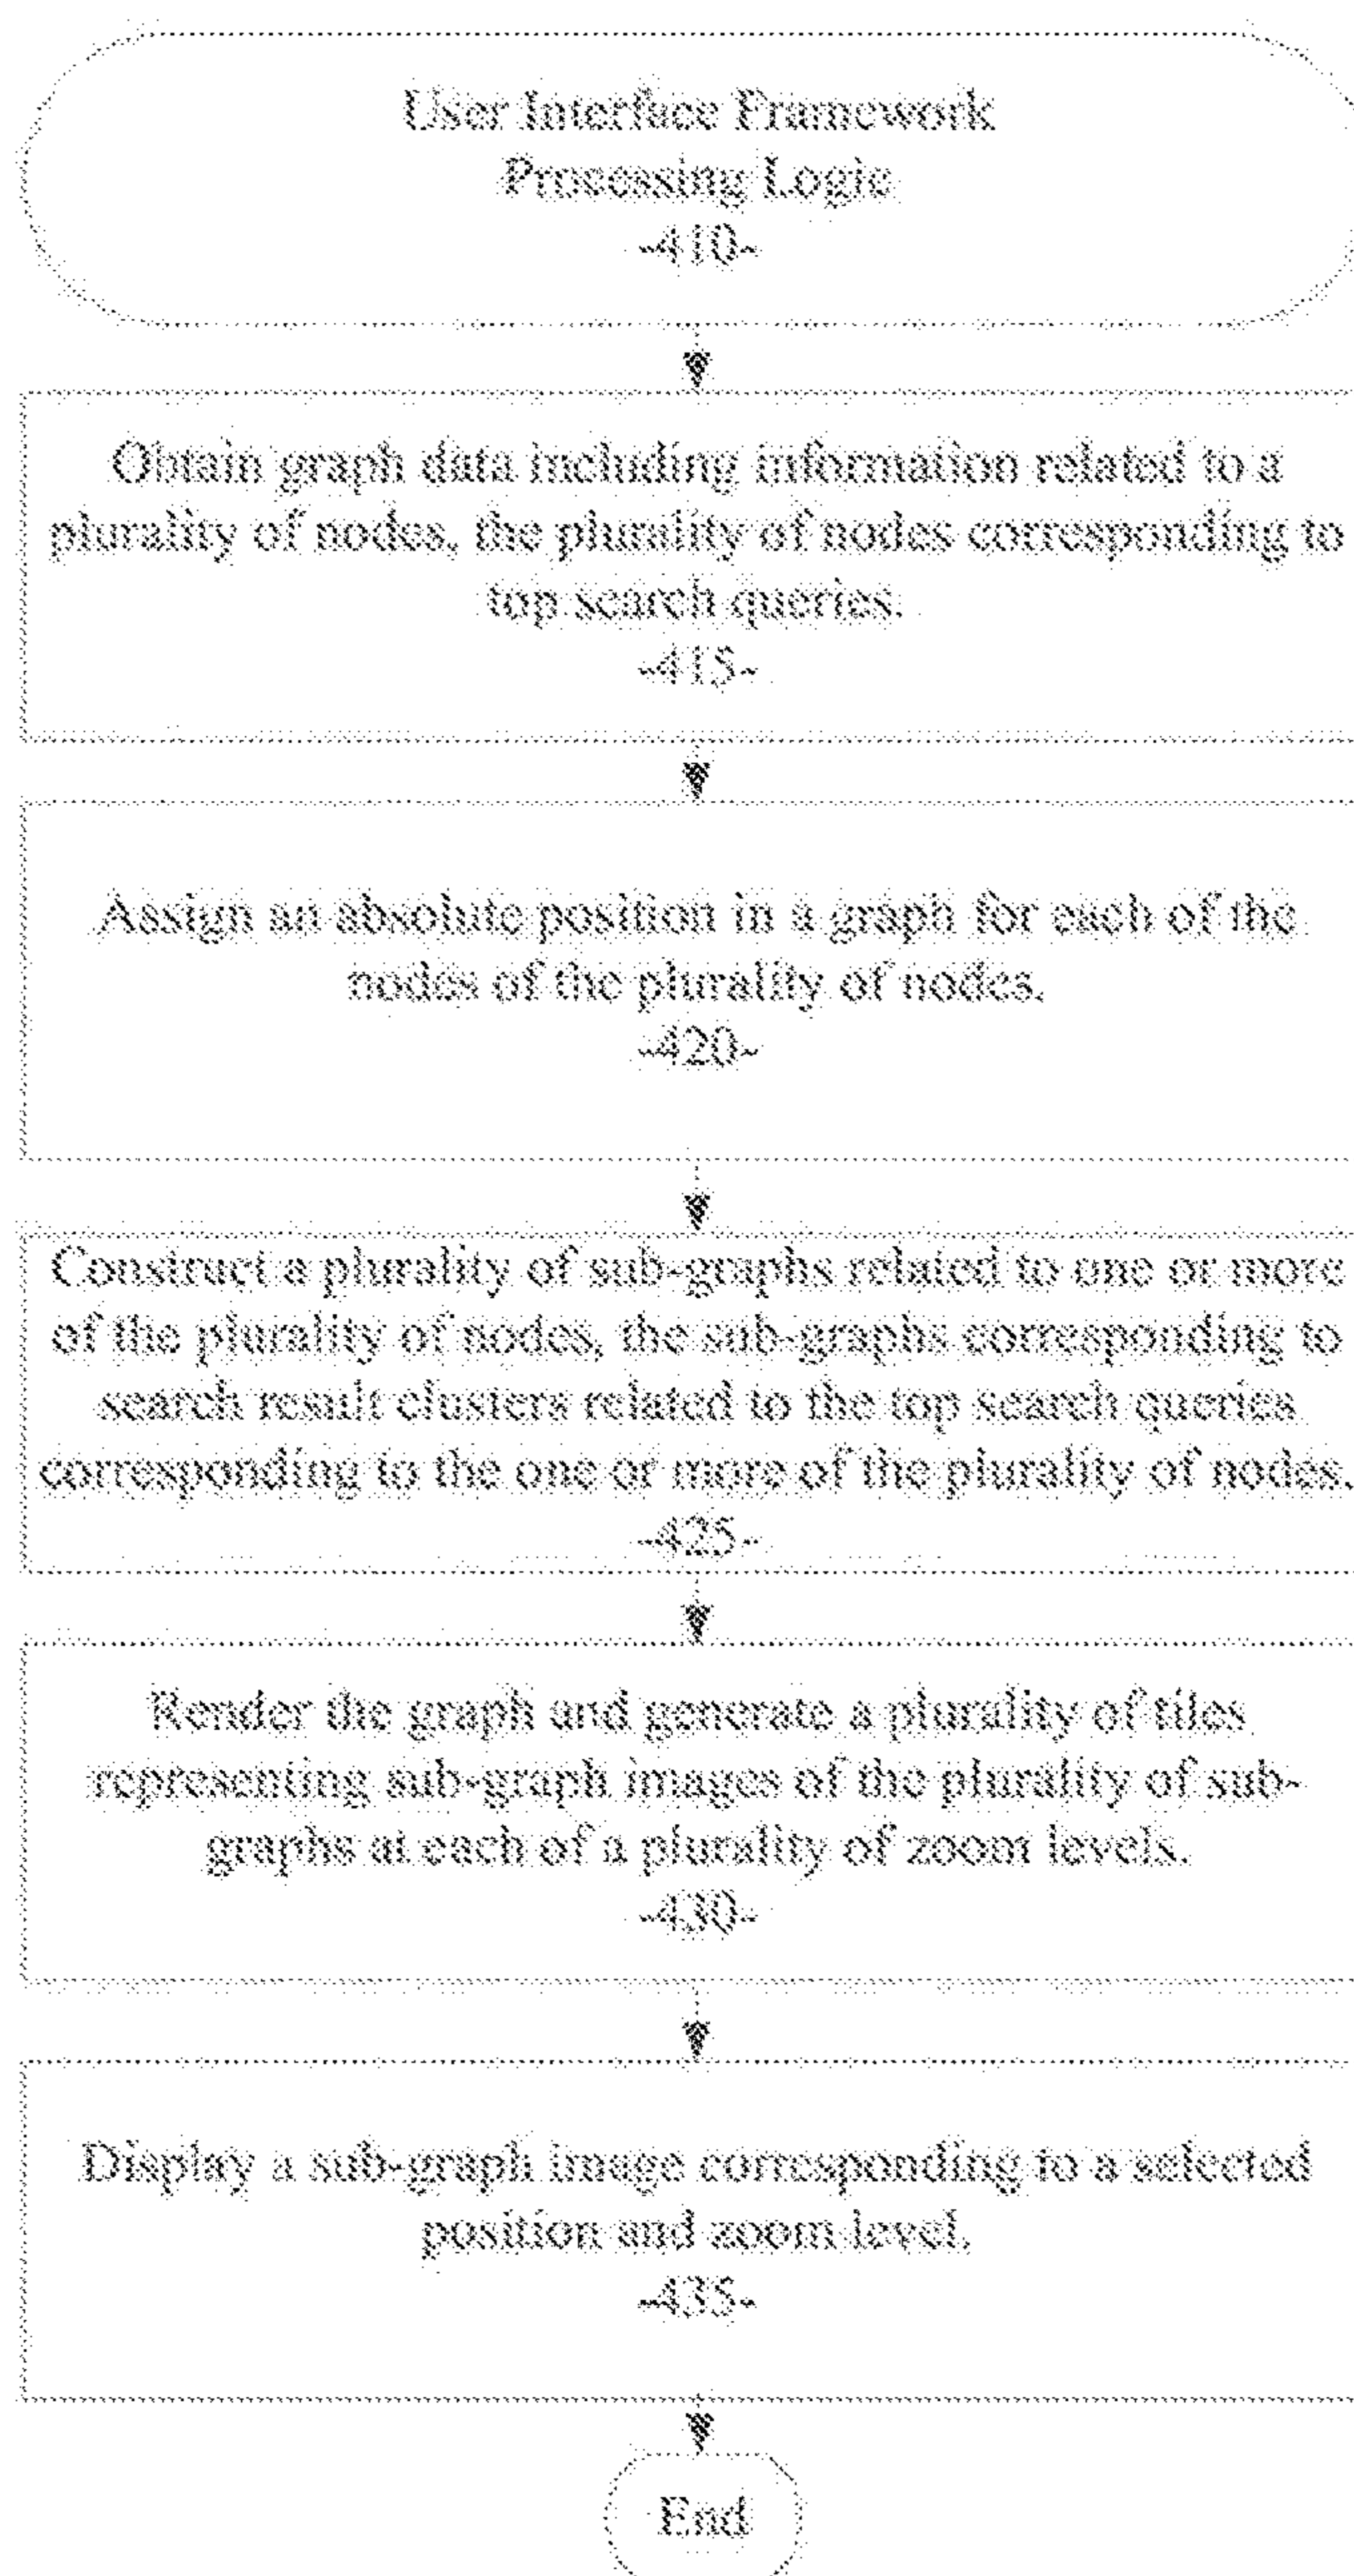 User Interface Framework
Processing Logic
-410-
Obtain graph data including information related to a
plurality of nodes, the plurality of nodes corresponding to
top search queries.
-415-
Assign an absolute position in a graph for each of the
nodes of the plurality of nodes.
-420-
Construct a plurality of sub-graphs related to one or more
of the plurality of nodes, the sub-graphs corresponding to
search result clusters related to the top search queries
corresponding to the one or more of the plurality of nodes.
-425-
Render the graph and generate a plurality of tiles
representing sub-graph images of the plurality of sub-
graphs at each of a plurality of zoom levels.
-430-
Display a sub-graph image corresponding to a selected
position and zoom level.
-435-
End